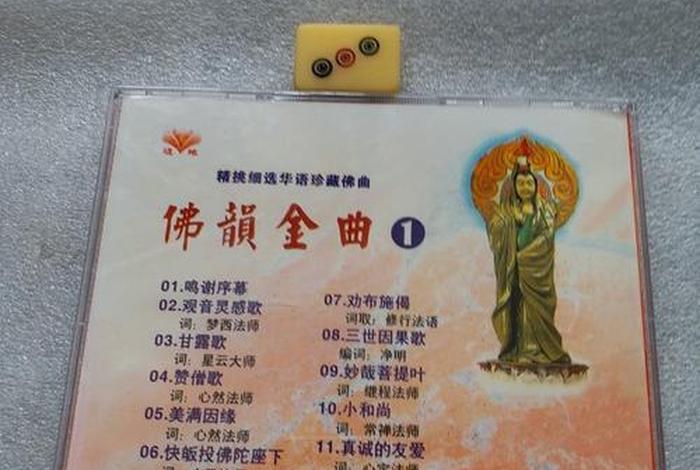 精挑细选华语珍藏佛曲
佛韻金曲 1
01.鸣谢序幕
02.观音灵感歌
词：梦西法师
03.甘露歌
词：星云大师
04.赞僧歌
词：心然法师
05.美满因缘
词：心然法师
06.快皈投佛陀座下
07.劝布施偈
词取：修行法语
08.三世因果歌
编词：净明
09.妙哉菩提叶
词：继程法师
10.小和尚
词：常禅法师
11.真诚的友爱